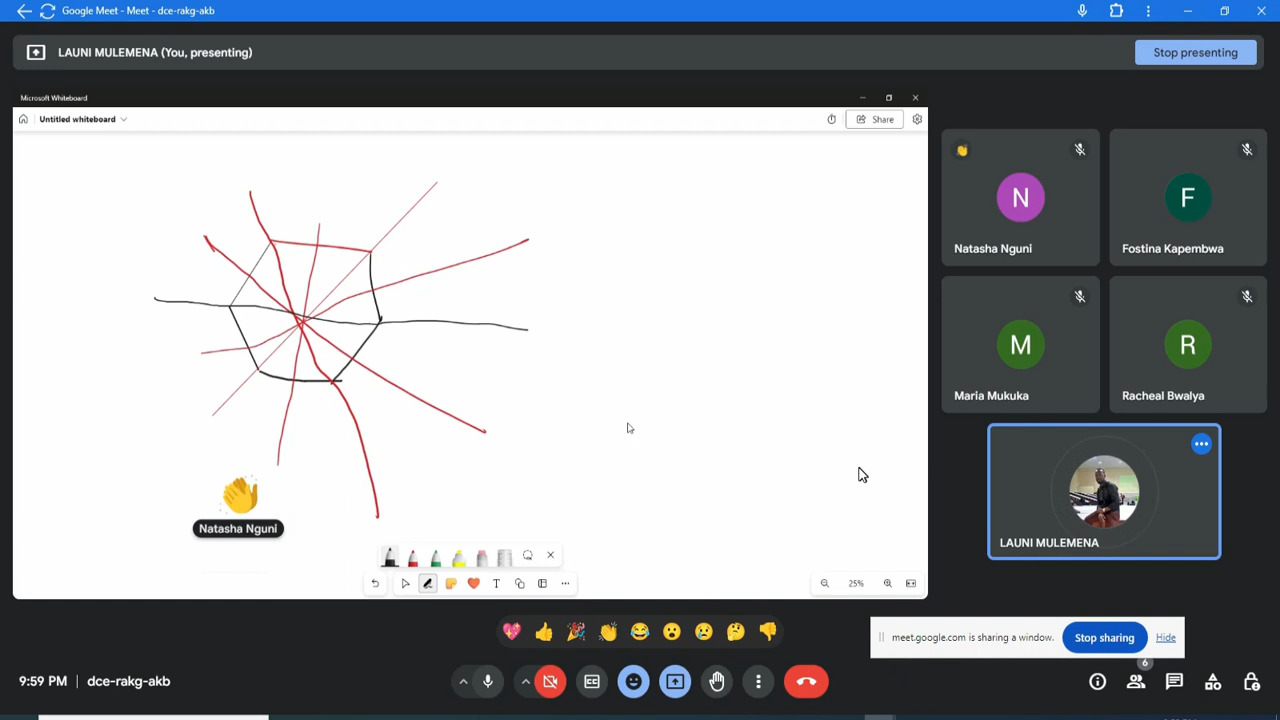 Google Meet - Meet - dce-rakg-akb
LAUNI MULEMENA (You, presenting)
Stop presenting
Microsoft Whiteboard
Untitled whiteboard
Share
N
Natasha Nguni
F
Fostina Kapembwa
M
Maria Mukuka
R
Racheal Bwalya
LAUNI MULEMENA
Natasha Nguni
T
25%
meet.google.com is sharing a window.
Stop sharing
Hide
9:59 PM
dce-rakg-akb
CC
6